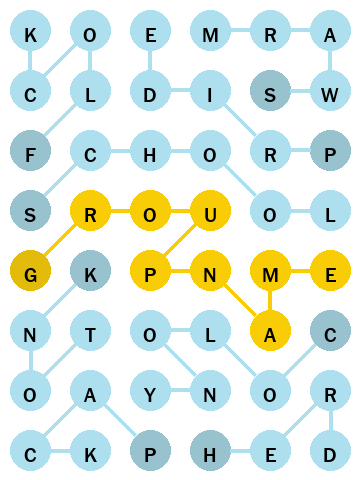 K O E M R A
C L D I S W
F C H O R P
S R O U O L
G K P N M E
N T O L A C
O A Y N O R
C K P H E D